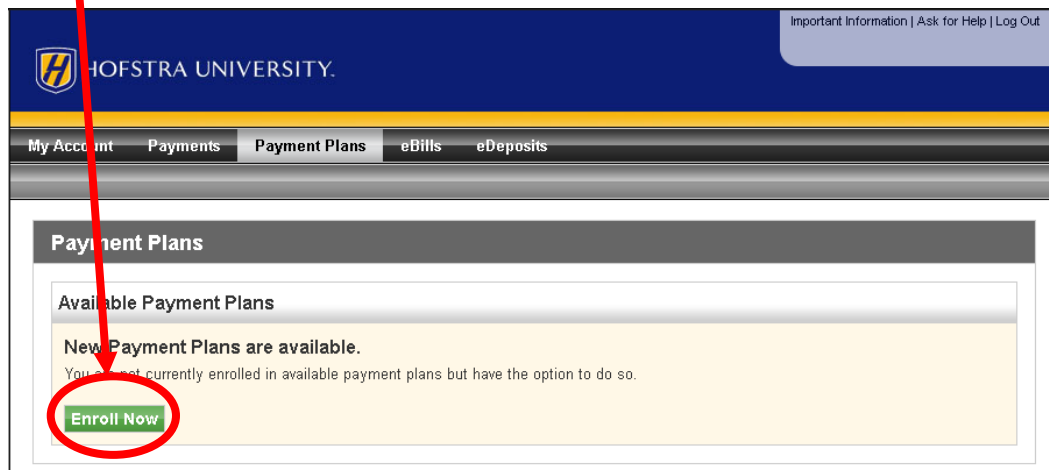 Important Information | Ask for Help | Log Out
HOFSTRA UNIVERSITY.
My Account Payments Payment Plans eBills eDeposits
Payment Plans
Available Payment Plans
New Payment Plans are available.
You are not currently enrolled in available payment plans but have the option to do so.
Enroll Now